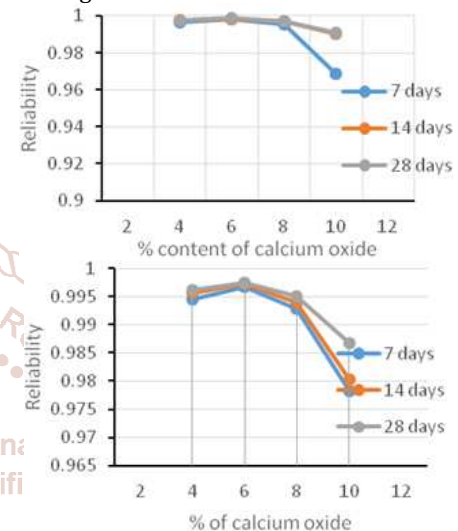 1
0.98
0.96
0.94
0.92
0.9
Reliability
7 days
14 days
28 days
2 4 6 8 10 12
% content of calcium oxide
1
0.995
0.99
0.985
0.98
0.975
0.97
0.965
Reliability
7 days
14 days
28 days
2 4 6 8 10 12
% of calcium oxide